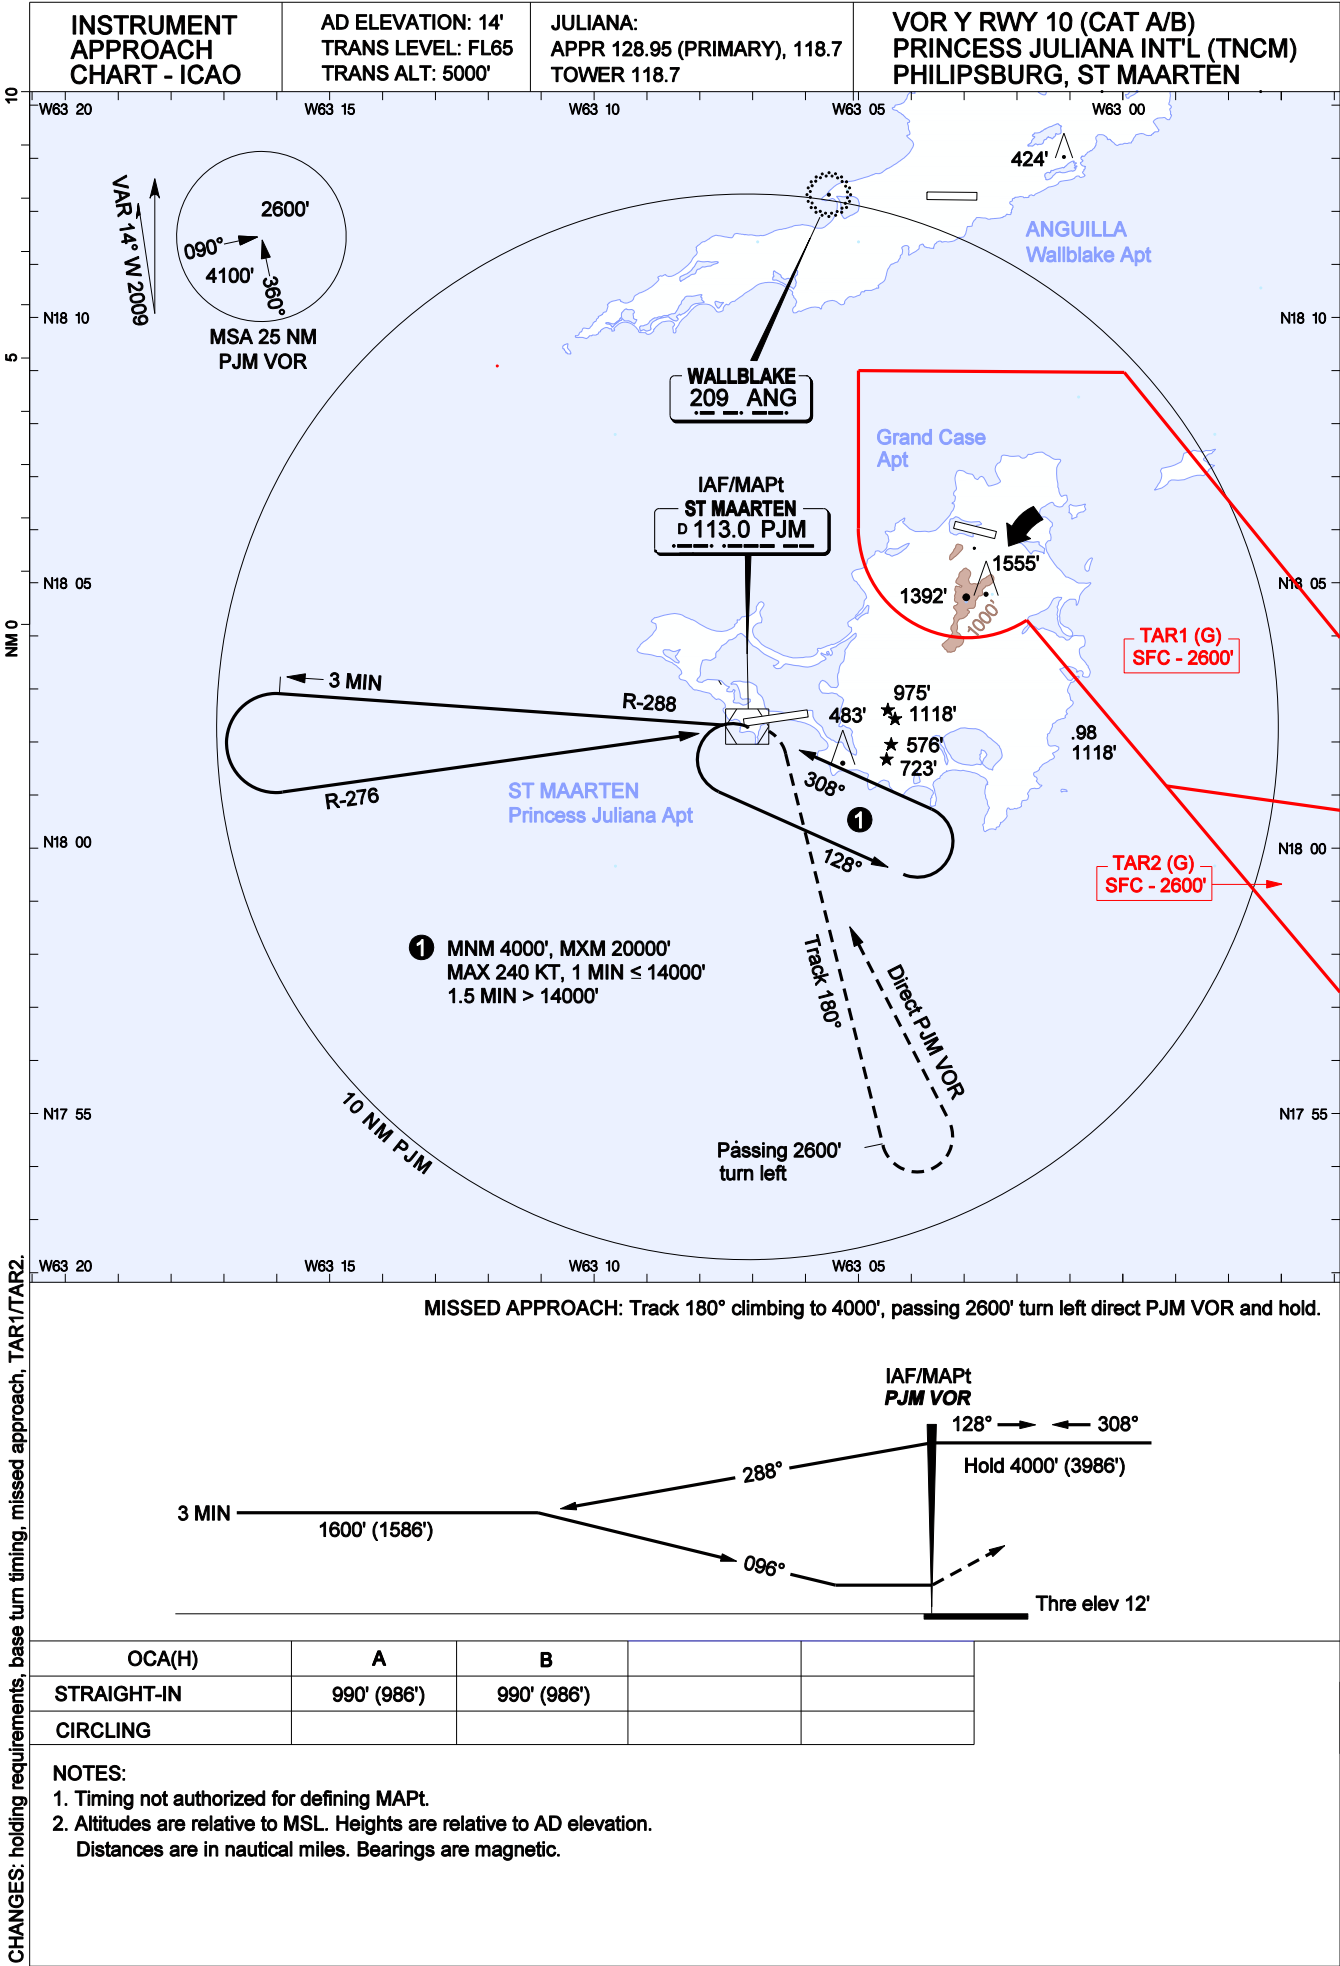 INSTRUMENT
APPROACH
CHART - ICAO
AD ELEVATION: 14'
TRANS LEVEL: FL65
TRANS ALT: 5000'
JULIANA:
APPR 128.95 (PRIMARY), 118.7
TOWER 118.7
VOR Y RWY 10 (CAT A/B)
PRINCESS JULIANA INT'L (TNCM)
PHILIPSBURG, ST MAARTEN
10
W63 20
W63 15
W63 10
W63 05
W63 00
424'
VAR 14° W 2009
2600'
090°
4100'
360°
MSA 25 NM
PJM VOR
ANGUILLA
Wallblake Apt
N18 10
N18 10
5
WALLBLAKE
209 ANG
Grand Case
Apt
IAF/MAPt
ST MAARTEN
D 113.0 PJM
1555'
1392'
1000'
N18 05
N18 05
NM 0
TAR1 (G)
SFC - 2600'
3 MIN
R-288
975'
1118'
483'
576'
723'
.98
1118'
308°
R-276
ST MAARTEN
Princess Juliana Apt
1
128°
N18 00
N18 00
TAR2 (G)
SFC - 2600'
1 MNM 4000', MXM 20000'
MAX 240 KT, 1 MIN ≤ 14000'
1.5 MIN > 14000'
Track 180°
Direct PJM VOR
N17 55
N17 55
10 NM PJM
Passing 2600'
turn left
W63 20
W63 15
W63 10
W63 05
MISSED APPROACH: Track 180° climbing to 4000', passing 2600' turn left direct PJM VOR and hold.
IAF/MAPt
PJM VOR
128°
308°
Hold 4000' (3986')
288°
3 MIN
1600' (1586')
096°
Thre elev 12'
OCA(H) A B
STRAIGHT-IN 990' (986') 990' (986')
CIRCLING
NOTES:
1. Timing not authorized for defining MAPt.
2. Altitudes are relative to MSL. Heights are relative to AD elevation.
Distances are in nautical miles. Bearings are magnetic.
CHANGES: holding requirements, base turn timing, missed approach, TAR1/TAR2.